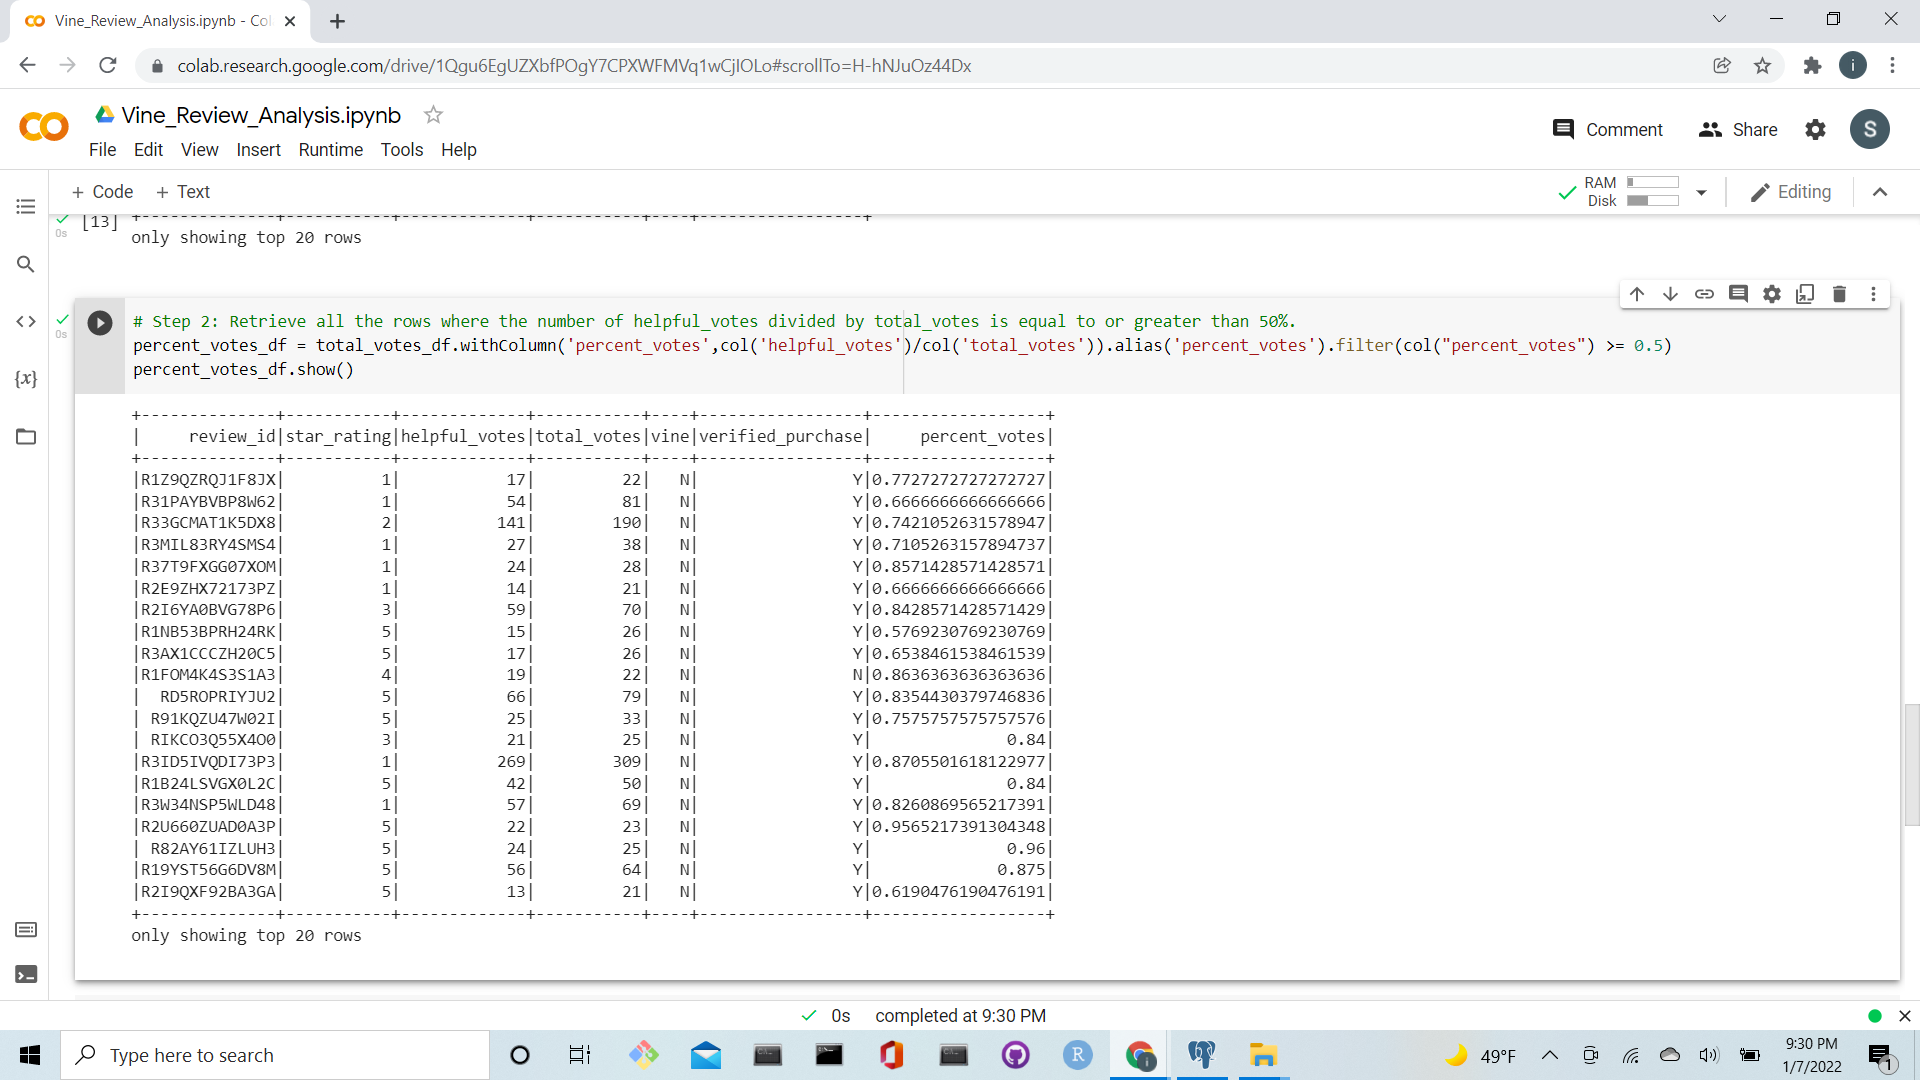 Vine_Review_Analysis.ipynb - Co
colab.research.google.com/drive/1Qgu6EgUZXbfPOgY7CPXWFMVq1wCjIOLo#scrollTo=H-hNJuOz44Dx
i
Vine_Review_Analysis.ipynb
Comment
Share
S
File Edit View Insert Runtime Tools Help
+ Code + Text
RAM
Disk
Editing
[13]
0s
+--------------+-----------+-------------+-----------+----+-----------------+
only showing top 20 rows
0s
# Step 2: Retrieve all the rows where the number of helpful_votes divided by total_votes is equal to or greater than 50%.
percent_votes_df = total_votes_df.withColumn('percent_votes',col('helpful_votes')/col('total_votes')).alias('percent_votes').filter(col("percent_votes") >= 0.5)
percent_votes_df.show()
{x}
+--------------+-----------+-------------+-----------+----+-----------------+------------------+
|     review_id|star_rating|helpful_votes|total_votes|vine|verified_purchase|     percent_votes|
+--------------+-----------+-------------+-----------+----+-----------------+------------------+
|R1Z9QZRQJ1F8JX|          1|           17|         22|   N|                Y|0.7727272727272727|
|R31PAYBVBP8W62|          1|           54|         81|   N|                Y|0.6666666666666666|
|R33GCMAT1K5DX8|          2|          141|        190|   N|                Y|0.7421052631578947|
|R3MIL83RY4SMS4|          1|           27|         38|   N|                Y|0.7105263157894737|
|R37T9FXGG07XOM|          1|           24|         28|   N|                Y|0.8571428571428571|
|R2E9ZHX72173PZ|          1|           14|         21|   N|                Y|0.6666666666666666|
|R2I6YA0BVG78P6|          3|           59|         70|   N|                Y|0.8428571428571429|
|R1NB53BPRH24RK|          5|           15|         26|   N|                Y|0.5769230769230769|
|R3AX1CCCZH20C5|          5|           17|         26|   N|                Y|0.6538461538461539|
|R1FOM4K4S3S1A3|          4|           19|         22|   N|                N|0.8636363636363636|
|  RD5ROPRIYJU2|          5|           66|         79|   N|                Y|0.8354430379746836|
| R91KQZU47W02I|          5|           25|         33|   N|                Y|0.7575757575757576|
| RIKCO3Q55X4O0|          3|           21|         25|   N|                Y|              0.84|
|R3ID5IVQDI73P3|          1|          269|        309|   N|                Y|0.8705501618122977|
|R1B24LSVGX0L2C|          5|           42|         50|   N|                Y|              0.84|
|R3W34NSP5WLD48|          1|           57|         69|   N|                Y|0.8260869565217391|
|R2U660ZUAD0A3P|          5|           22|         23|   N|                Y|0.9565217391304348|
| R82AY61IZLUH3|          5|           24|         25|   N|                Y|              0.96|
|R19YST56G6DV8M|          5|           56|         64|   N|                Y|             0.875|
|R2I9QXF92BA3GA|          5|           13|         21|   N|                Y|0.6190476190476191|
+--------------+-----------+-------------+-----------+----+-----------------+------------------+
only showing top 20 rows
0s completed at 9:30 PM
Type here to search
R
49°F
9:30 PM
1/7/2022
1